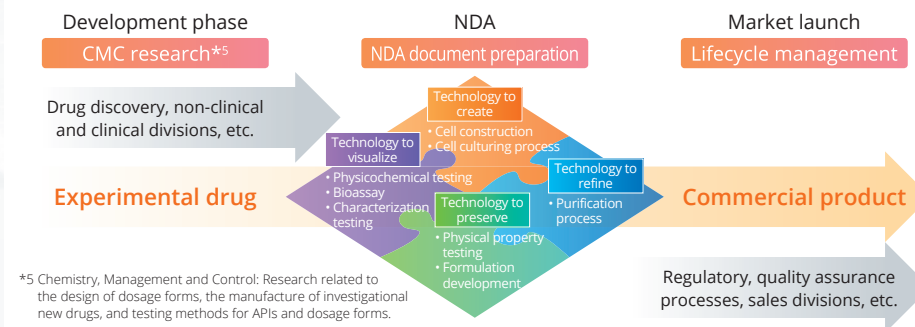 Development phase
CMC research*5
NDA
NDA document preparation
Market launch
Lifecycle management
Drug discovery, non-clinical
and clinical divisions, etc.
Technology to
create
• Cell construction
• Cell culturing process
Technology to
visualize
• Physicochemical testing
• Bioassay
• Characterization
testing
Technology to
refine
• Purification
process
Technology to
preserve
• Physical property
testing
• Formulation
development
Experimental drug
Commercial product
Regulatory, quality assurance
processes, sales divisions, etc.
*5 Chemistry, Management and Control: Research related to
the design of dosage forms, the manufacture of investigational
new drugs, and testing methods for APIs and dosage forms.